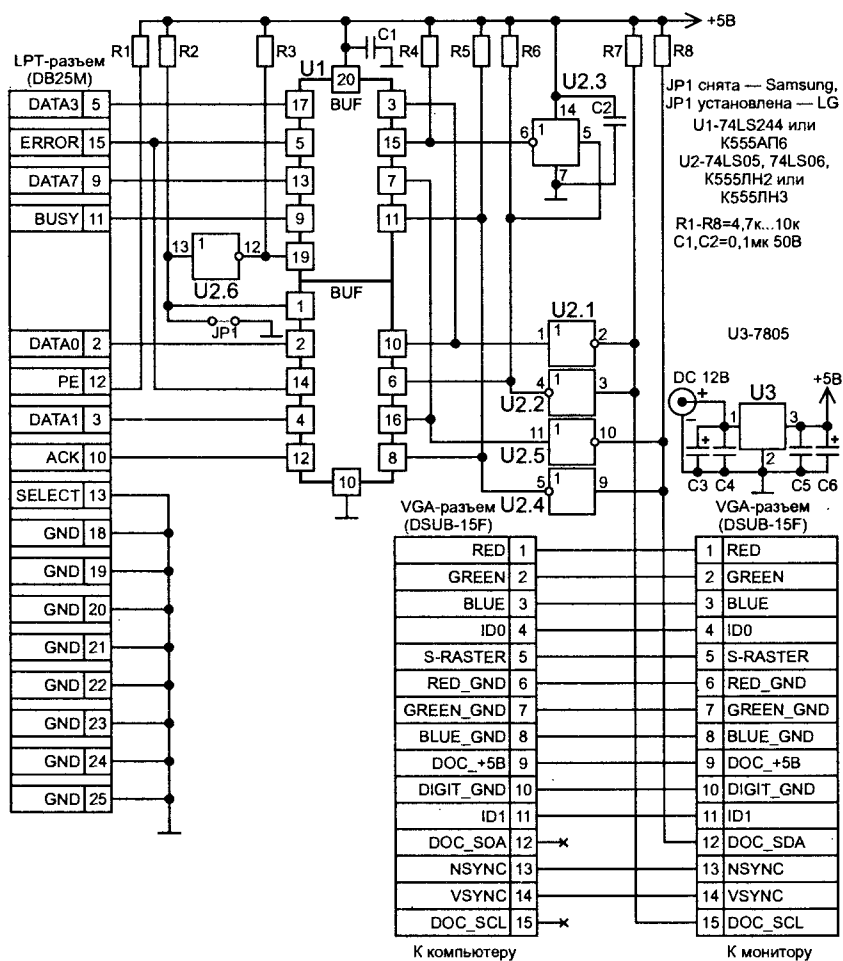 +5В
R1
R2
R3
C1
R4
R5
R6
R7
R8
LPT-разъем
(DB25M)
U1
20
BUF
U2.3
14
C2
6
1
5
7
JP1 снята — Samsung,
JP1 установлена — LG
U1-74LS244 или
К555АП6
U2-74LS05, 74LS06,
К555ЛН2 или
К555ЛН3
R1-R8=4,7к...10к
C1,C2=0,1мк 50В
DATA3 5
17
3
ERROR 15
5
15
DATA7 9
13
7
BUSY 11
9
11
13
1
12
19
U2.6
BUF
1
JP1
U2.1
U3-7805
DATA0 2
2
10
1
1
2
PE 12
14
6
4
1
3
U2.2
DC 12В
+
−
U3
+5В
1
3
2
+
+
C3
C4
C5
C6
DATA1 3
4
16
11
1
10
U2.5
ACK 10
12
8
5
1
9
U2.4
10
SELECT 13
GND 18
GND 19
GND 20
GND 21
GND 22
GND 23
GND 24
GND 25
VGA-разъем
(DSUB-15F)
RED 1
GREEN 2
BLUE 3
ID0 4
S-RASTER 5
RED_GND 6
GREEN_GND 7
BLUE_GND 8
DOC_+5В 9
DIGIT_GND 10
ID1 11
DOC_SOA 12
NSYNC 13
VSYNC 14
DOC_SCL 15
К компьютеру
VGA-разъем
(DSUB-15F)
1 RED
2 GREEN
3 BLUE
4 ID0
5 S-RASTER
6 RED_GND
7 GREEN_GND
8 BLUE_GND
9 DOC_+5В
10 DIGIT_GND
11 ID1
12 DOC_SDA
13 NSYNC
14 VSYNC
15 DOC_SCL
К монитору